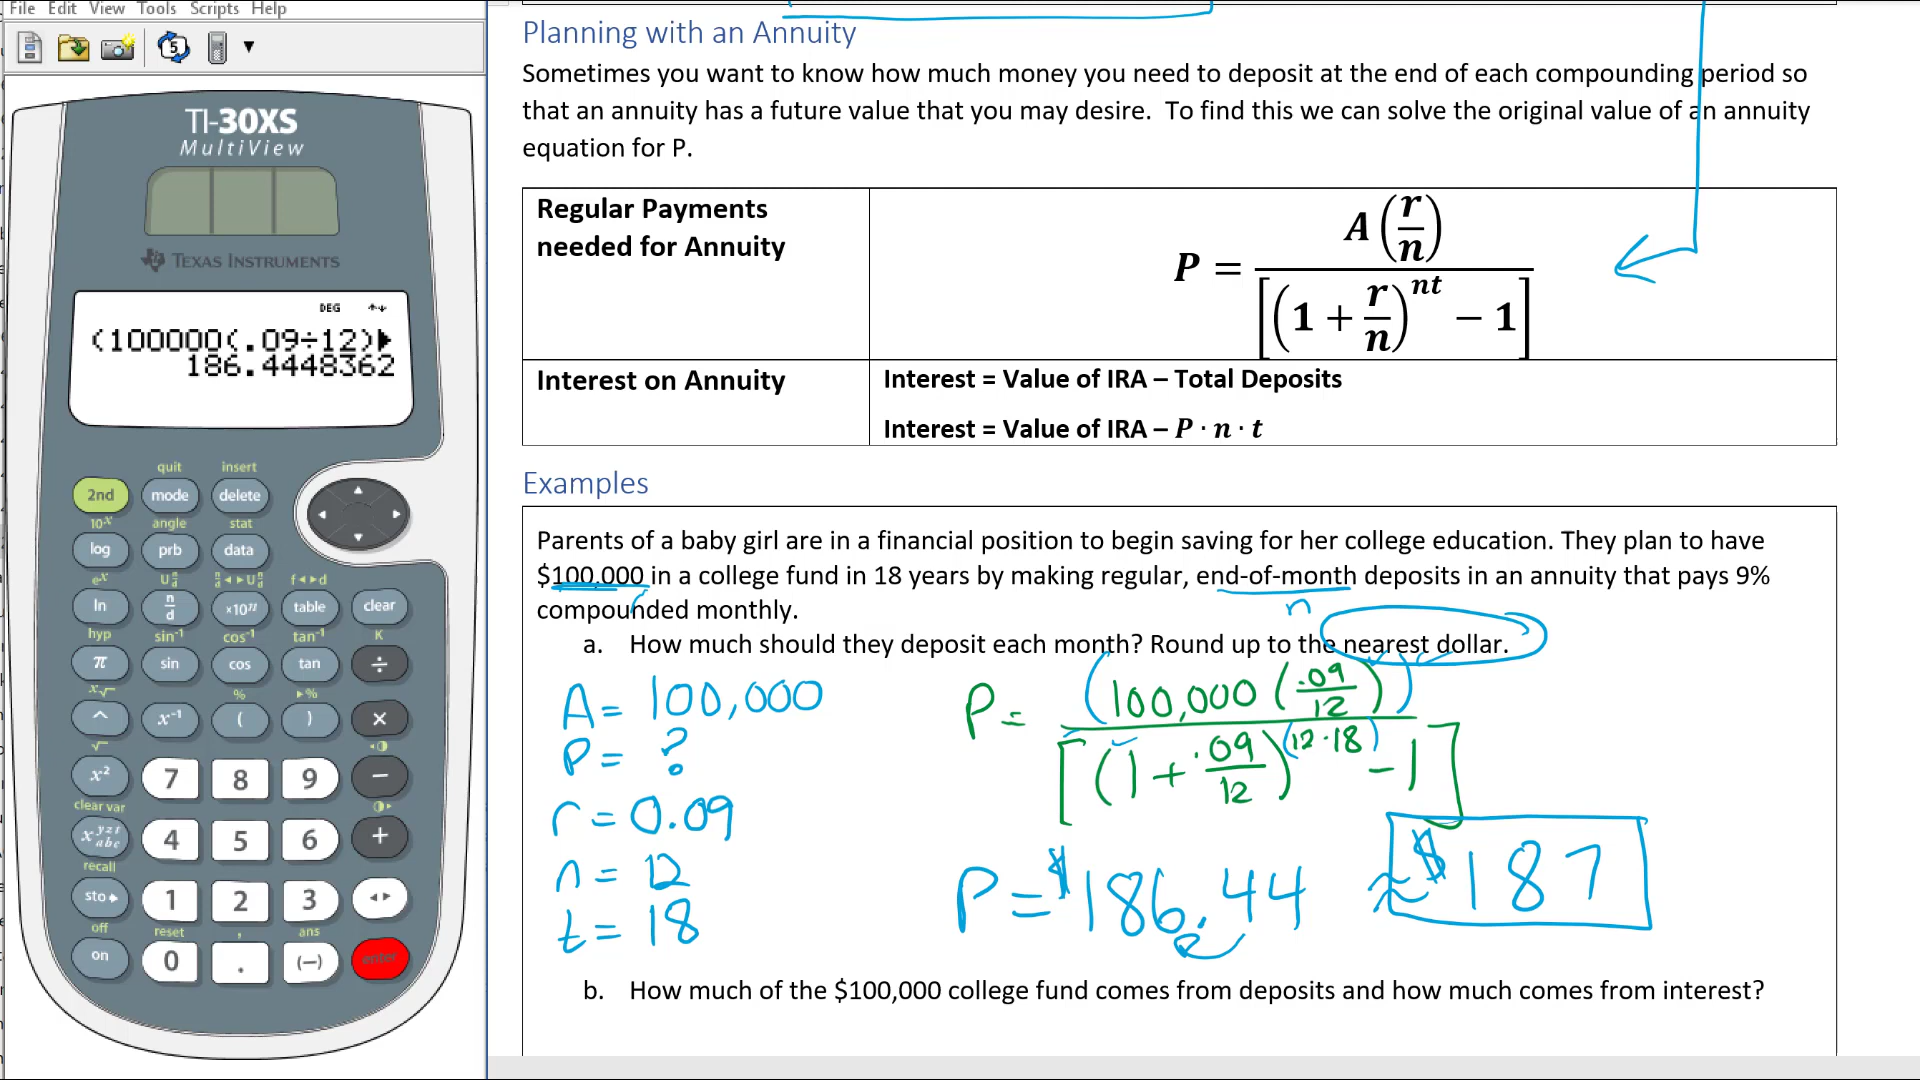 File Edit View Tools Scripts Help
TI-30XS
MultiView
TEXAS INSTRUMENTS
DEG
(100000(.09÷12)
186.4448362
quit insert
2nd mode delete
10ˣ angle stat
log prb data
eˣ f◄►d
ln n/d ×10ⁿ table clear
hyp sin⁻¹ cos⁻¹ tan⁻¹ K
π sin cos tan ÷
ˣ√ % ►%
^ x⁻¹ ( ) ×
√
x² 7 8 9 −
clear var
x yzt abc 4 5 6 +
recall
sto► 1 2 3 ◄►
off reset , ans
on 0 . (−) enter
Planning with an Annuity
Sometimes you want to know how much money you need to deposit at the end of each compounding period so
that an annuity has a future value that you may desire. To find this we can solve the original value of an annuity
equation for P.
Regular Payments
needed for Annuity
P = A(r/n) / [(1 + r/n)^nt − 1]
Interest on Annuity
Interest = Value of IRA – Total Deposits
Interest = Value of IRA – P · n · t
Examples
Parents of a baby girl are in a financial position to begin saving for her college education. They plan to have
$100,000 in a college fund in 18 years by making regular, end-of-month deposits in an annuity that pays 9%
compounded monthly.
n
a. How much should they deposit each month? Round up to the nearest dollar.
A = 100,000
P = ?
r = 0.09
n = 12
t = 18
P = (100,000(.09/12)) / [(1 + .09/12)^(12·18) − 1]
P = $186.44 ≈ $187
b. How much of the $100,000 college fund comes from deposits and how much comes from interest?